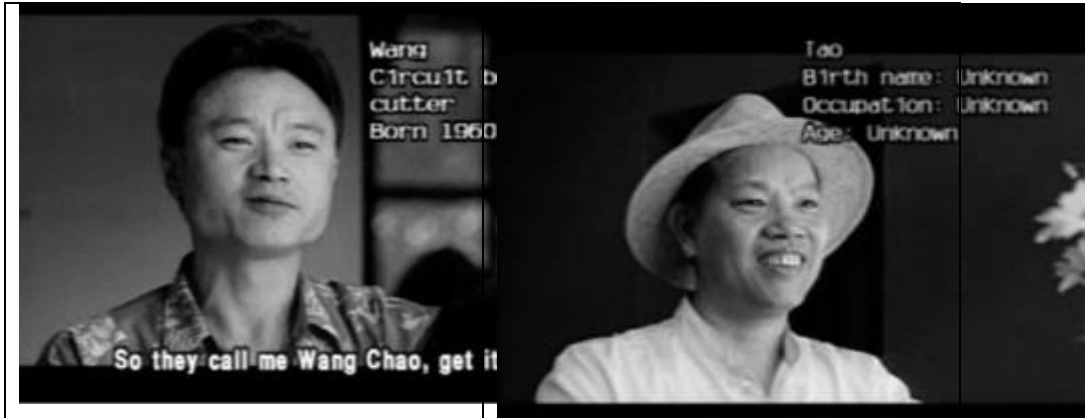 Wang
Circuit b
cutter
Born 1960
So they call me Wang Chao, get it
Tao
Birth name: Unknown
Occupation: Unknown
Age: Unknown